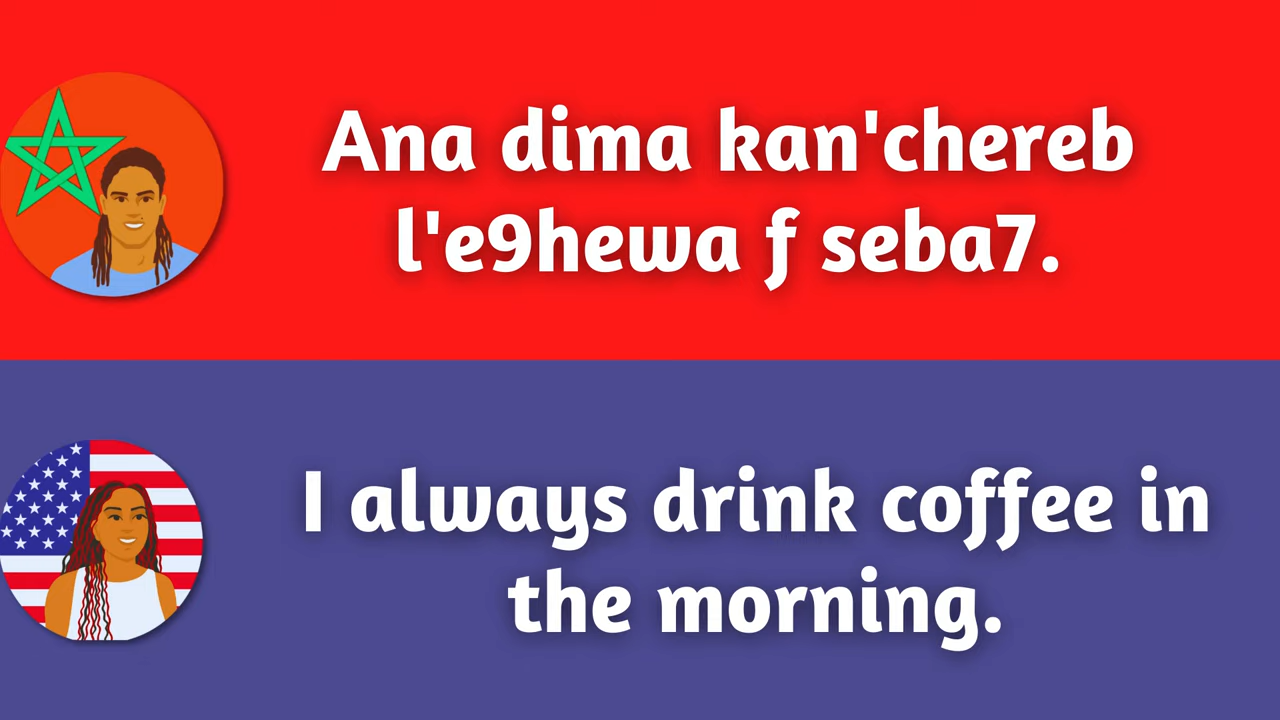 Ana dima kan'chereb
l'e9hewa f seba7.
I always drink coffee in
the morning.